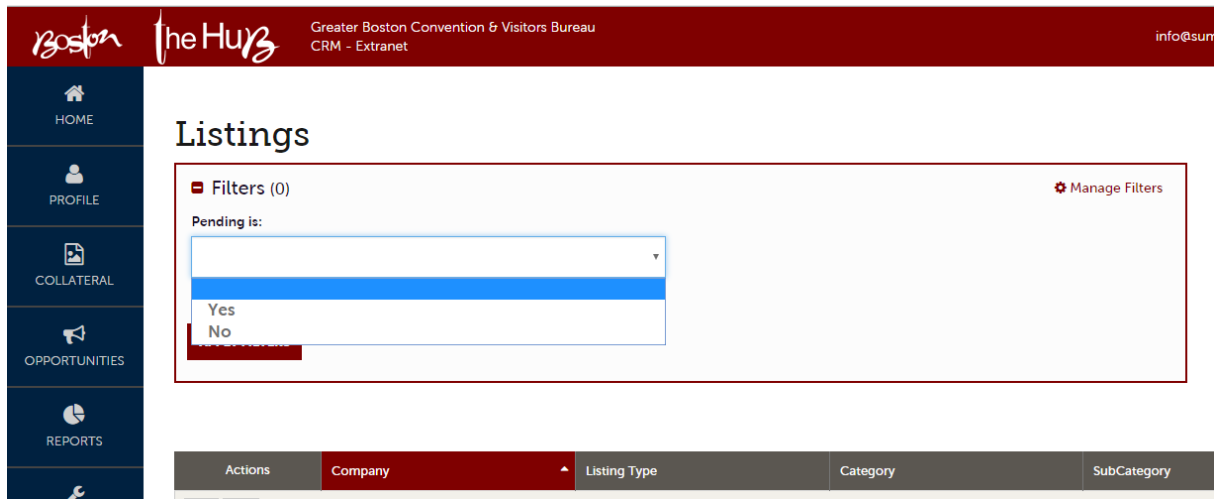 Boston the Hub Greater Boston Convention & Visitors Bureau
CRM - Extranet
info@sum
HOME
PROFILE
COLLATERAL
OPPORTUNITIES
REPORTS
Listings
Filters (0)
Manage Filters
Pending is:
Yes
No
Actions Company Listing Type Category SubCategory